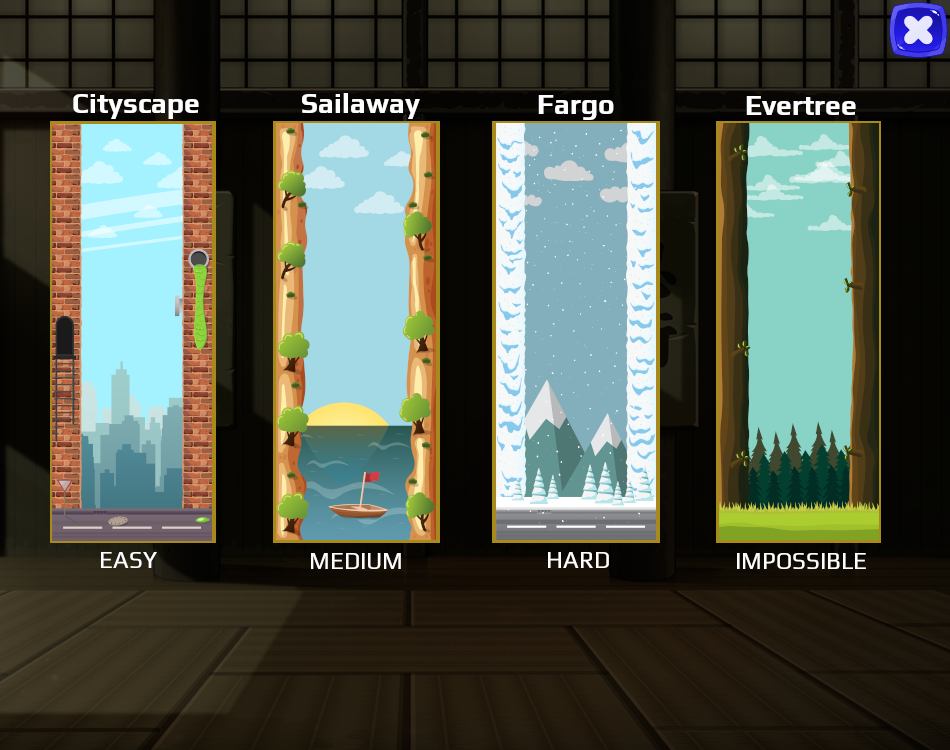 Cityscape
Sailaway
Fargo
Evertree
EASY
MEDIUM
HARD
IMPOSSIBLE